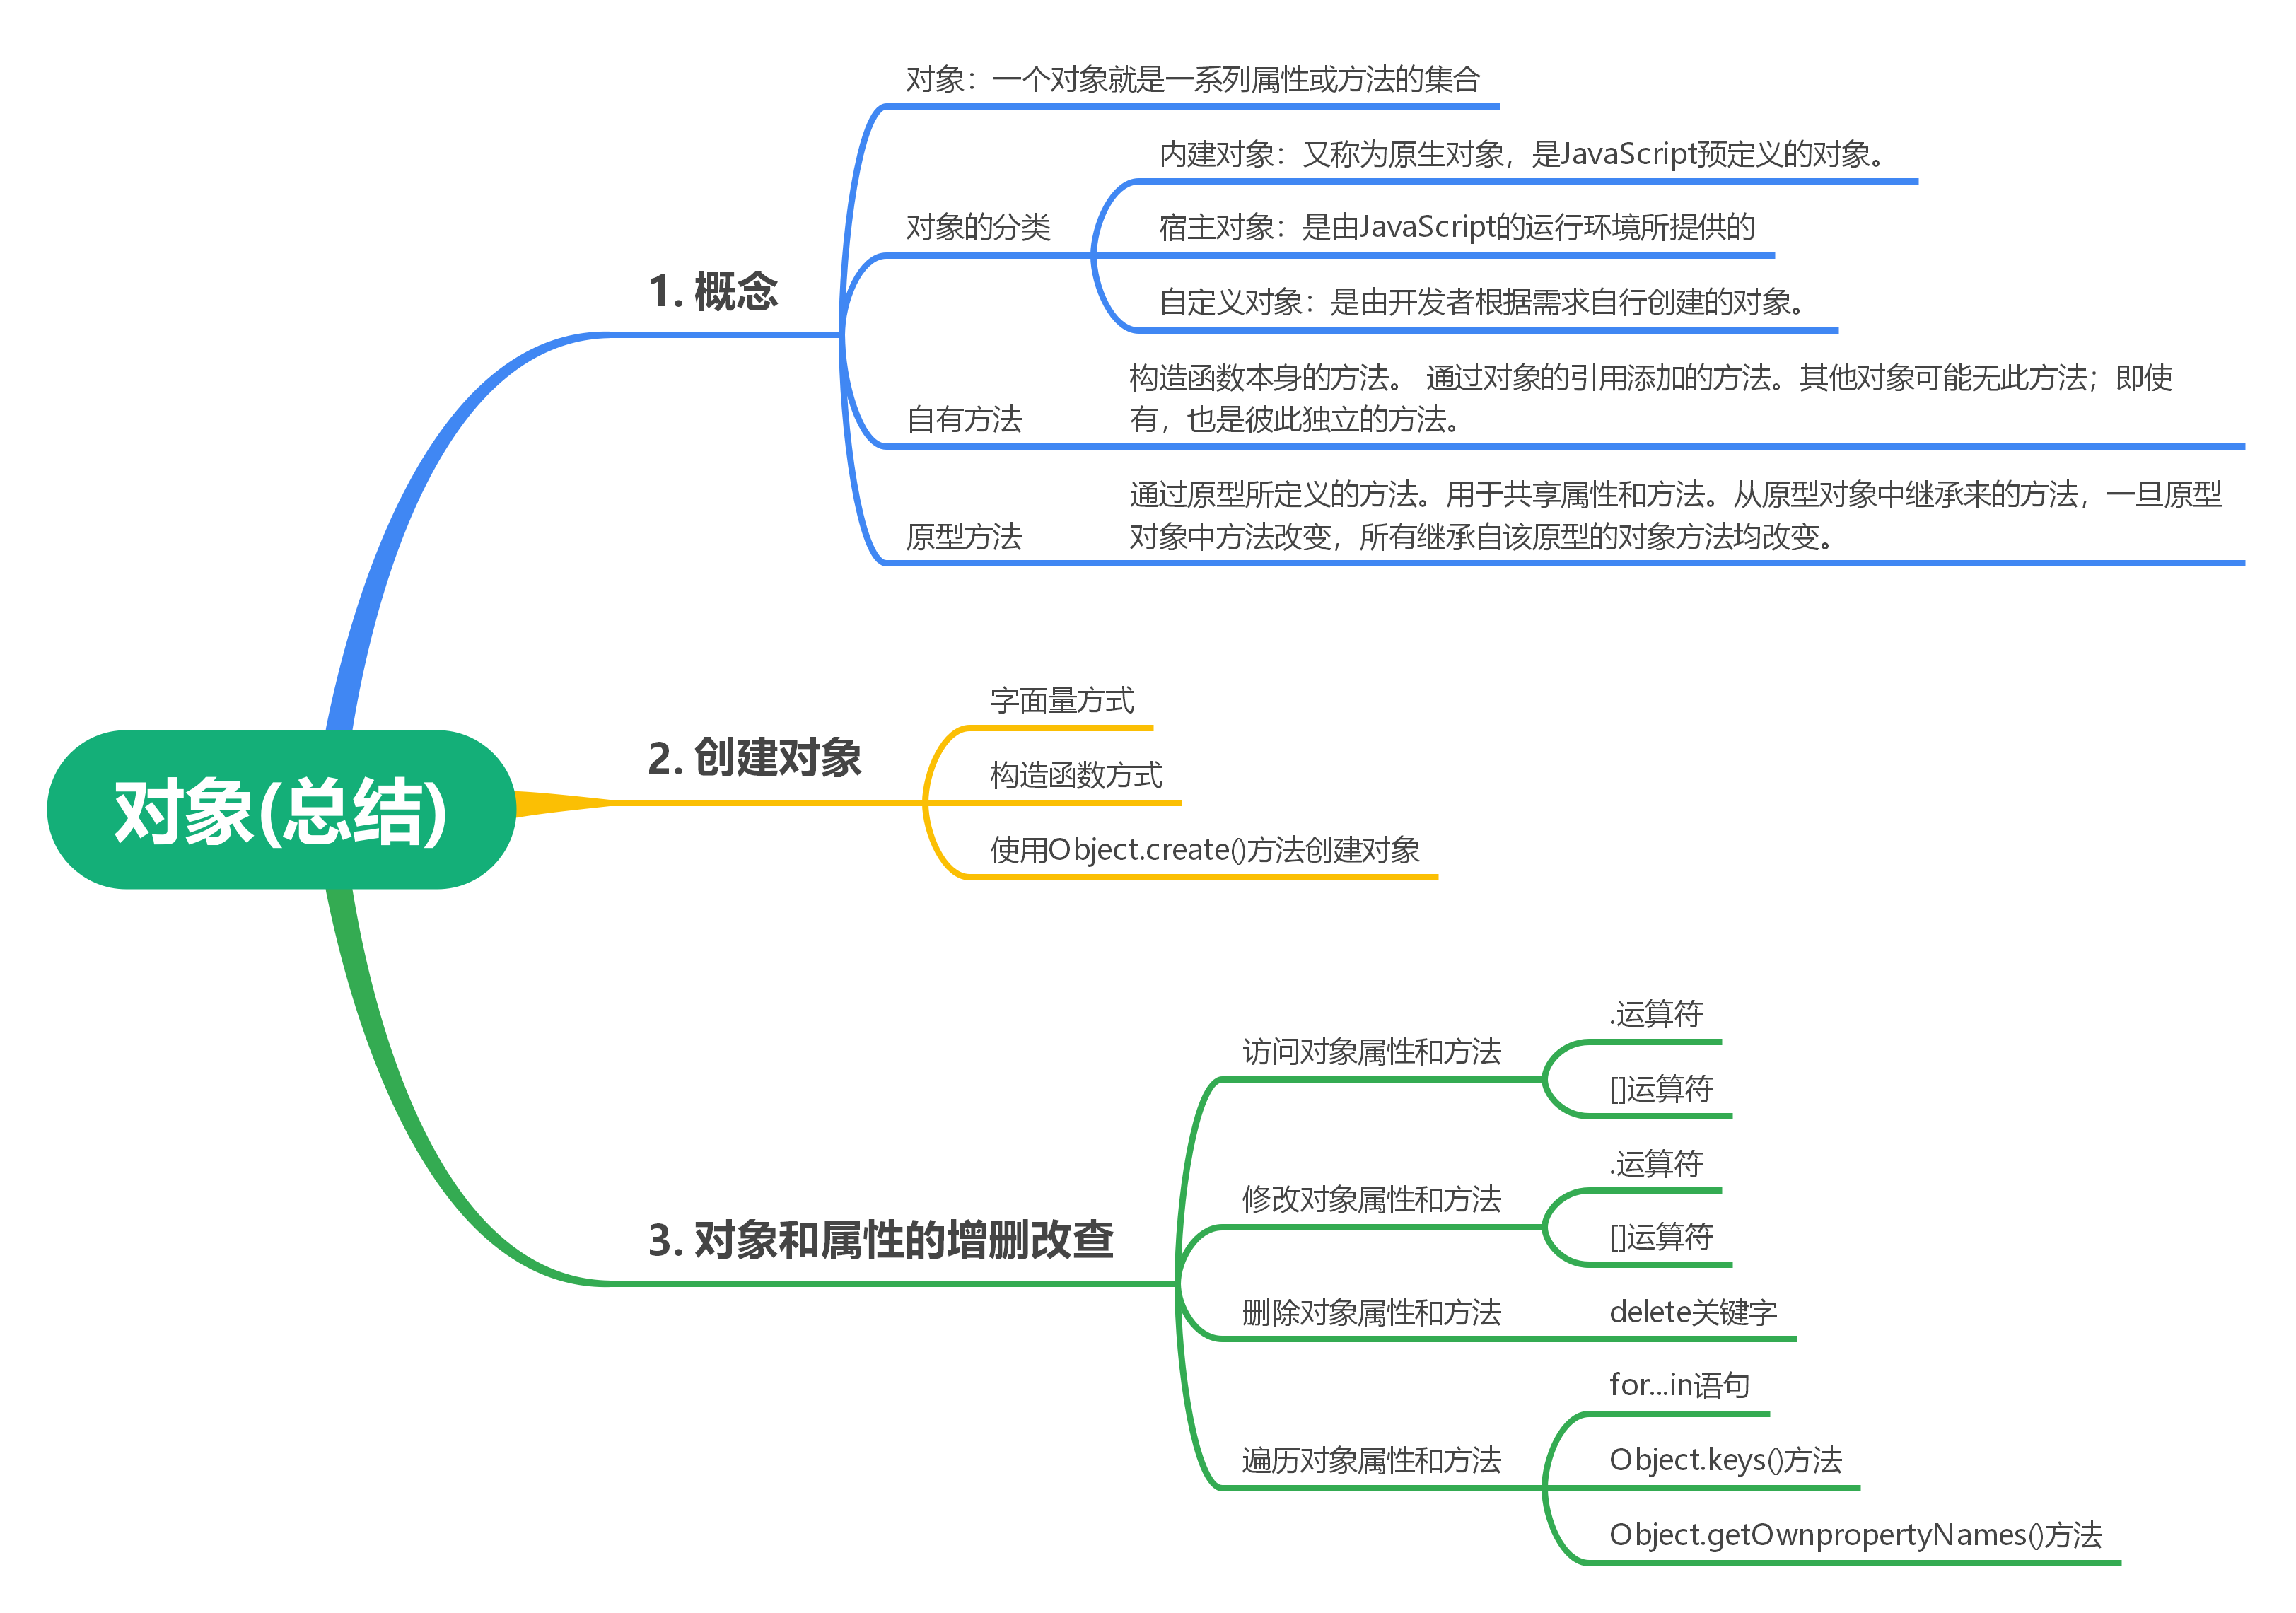 对象(总结)
1. 概念
对象：一个对象就是一系列属性或方法的集合
对象的分类
内建对象：又称为原生对象，是JavaScript预定义的对象。
宿主对象：是由JavaScript的运行环境所提供的
自定义对象：是由开发者根据需求自行创建的对象。
自有方法
构造函数本身的方法。 通过对象的引用添加的方法。其他对象可能无此方法；即使
有，也是彼此独立的方法。
原型方法
通过原型所定义的方法。用于共享属性和方法。从原型对象中继承来的方法，一旦原型
对象中方法改变，所有继承自该原型的对象方法均改变。
2. 创建对象
字面量方式
构造函数方式
使用Object.create()方法创建对象
3. 对象和属性的增删改查
访问对象属性和方法
.运算符
[]运算符
修改对象属性和方法
.运算符
[]运算符
删除对象属性和方法
delete关键字
遍历对象属性和方法
for...in语句
Object.keys()方法
Object.getOwnpropertyNames()方法